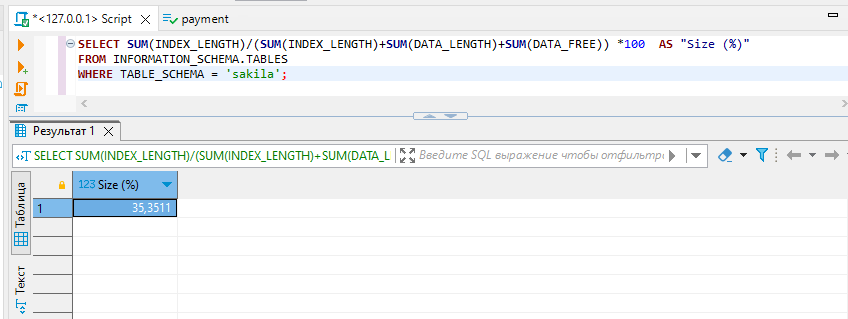 *<127.0.0.1> Script
payment
SELECT SUM(INDEX_LENGTH)/(SUM(INDEX_LENGTH)+SUM(DATA_LENGTH)+SUM(DATA_FREE)) *100  AS "Size (%)"
FROM INFORMATION_SCHEMA.TABLES
WHERE TABLE_SCHEMA = 'sakila';
Результат 1
SELECT SUM(INDEX_LENGTH)/(SUM(INDEX_LENGTH)+SUM(DATA_L
Введите SQL выражение чтобы отфильтр
Таблица
Текст
123 Size (%)
1
35,3511